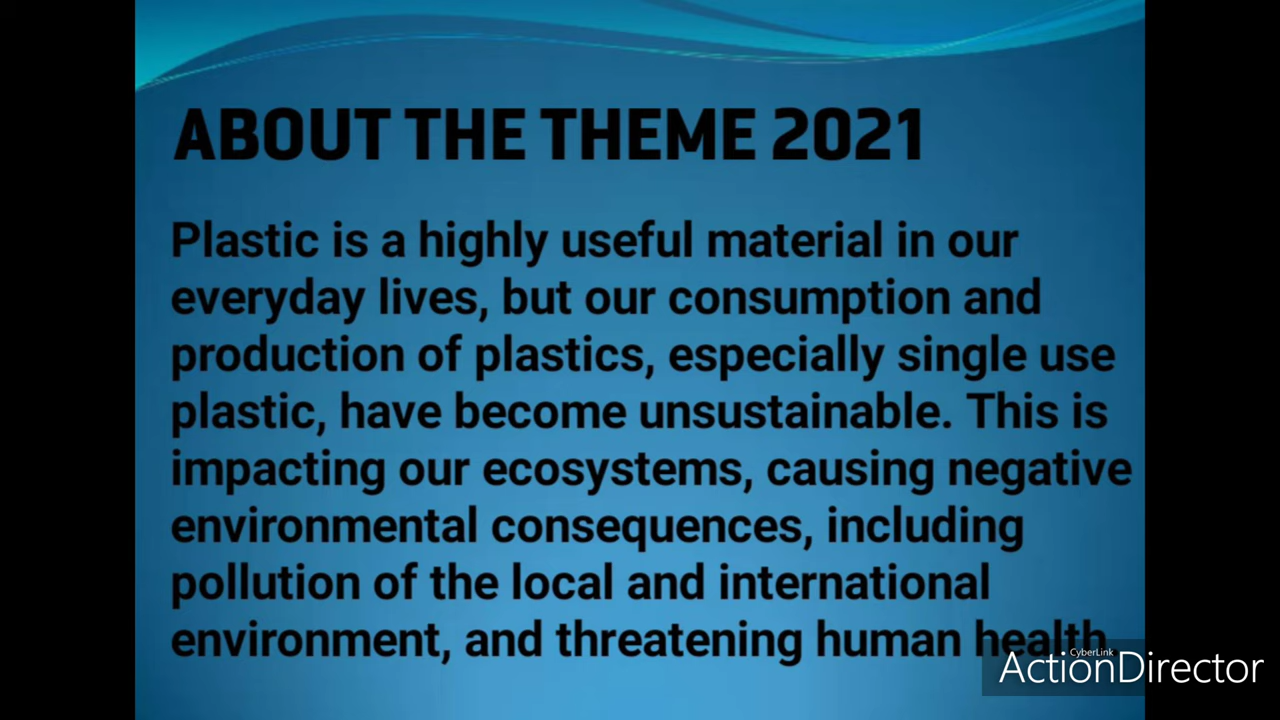 ABOUT THE THEME 2021
Plastic is a highly useful material in our
everyday lives, but our consumption and
production of plastics, especially single use
plastic, have become unsustainable. This is
impacting our ecosystems, causing negative
environmental consequences, including
pollution of the local and international
environment, and threatening human health
CyberLink
ActionDirector